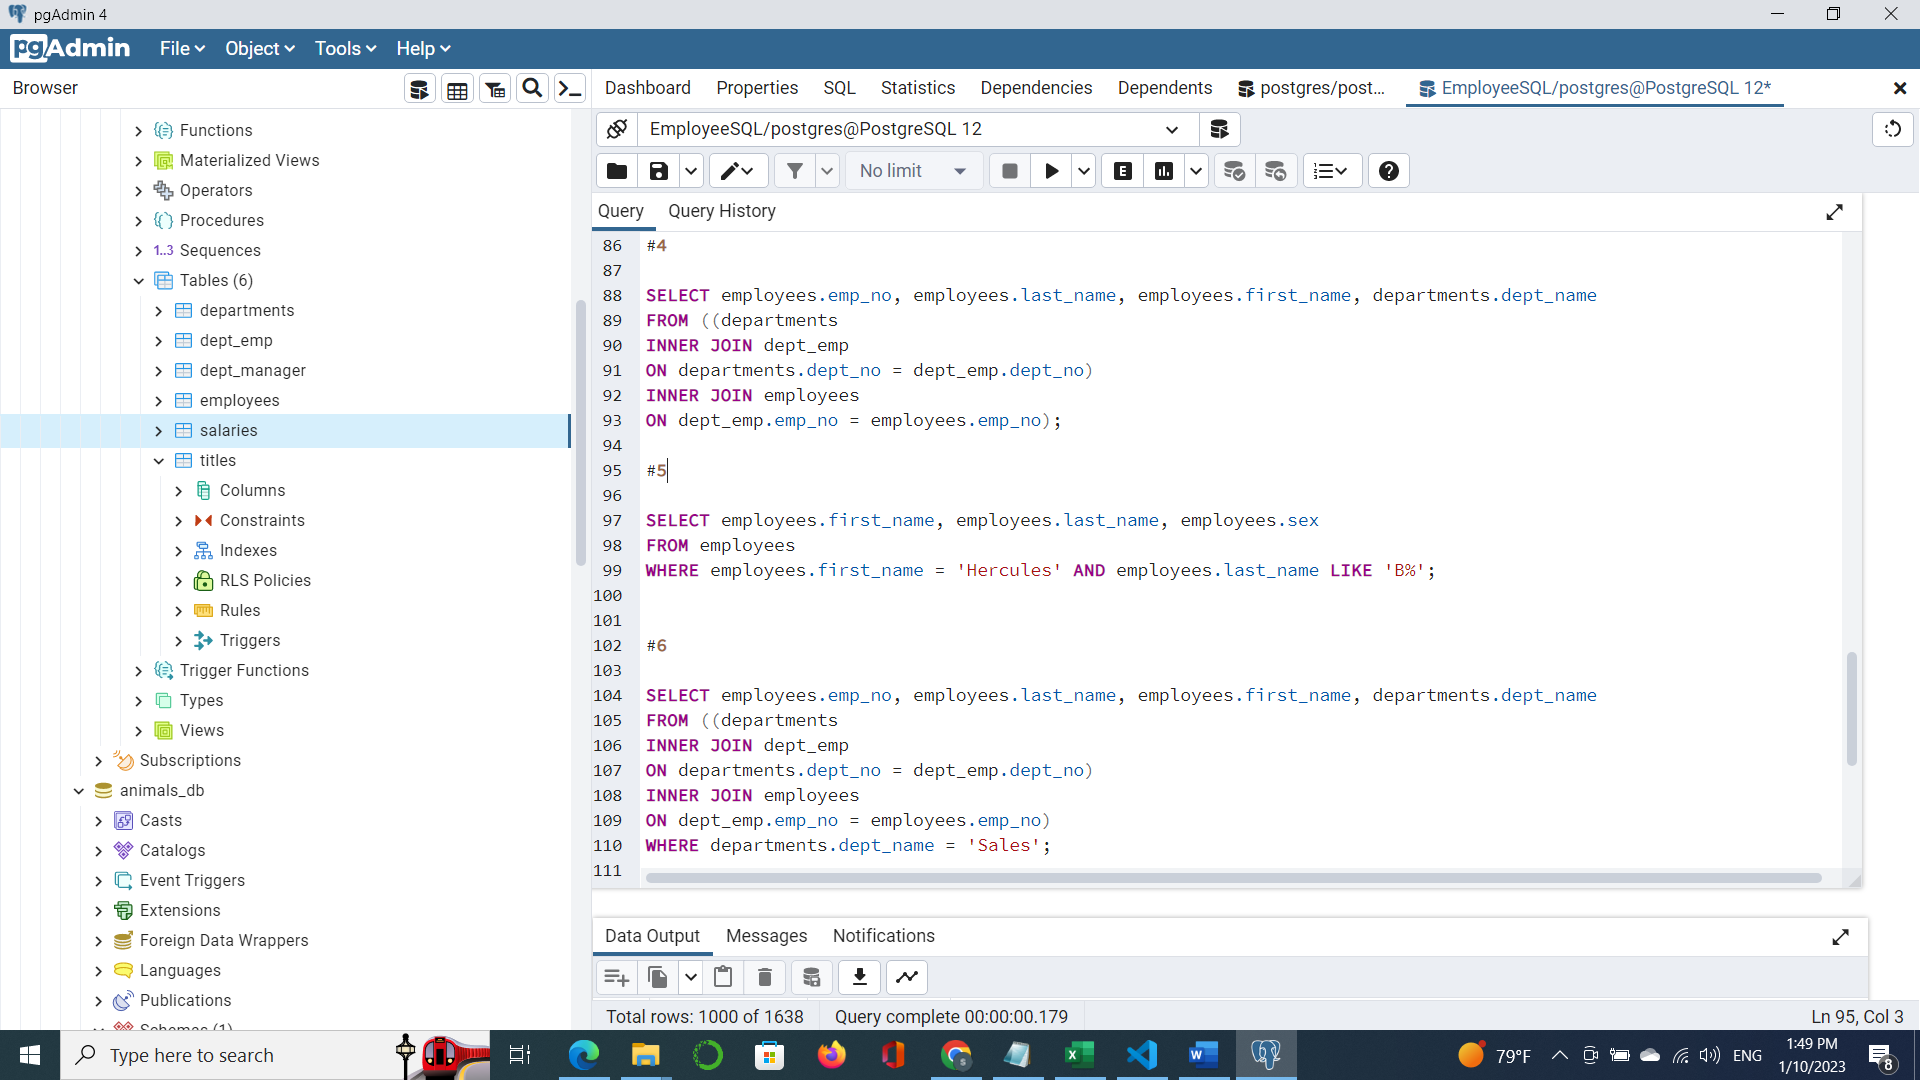 pgAdmin 4
pgAdmin File Object Tools Help
Browser
Dashboard Properties SQL Statistics Dependencies Dependents postgres/post... EmployeeSQL/postgres@PostgreSQL 12*
EmployeeSQL/postgres@PostgreSQL 12
No limit
E
Query Query History
Functions
Materialized Views
Operators
Procedures
1..3 Sequences
Tables (6)
departments
dept_emp
dept_manager
employees
salaries
titles
Columns
Constraints
Indexes
RLS Policies
Rules
Triggers
Trigger Functions
Types
Views
Subscriptions
animals_db
Casts
Catalogs
Event Triggers
Extensions
Foreign Data Wrappers
Languages
Publications
Schemas (1)
86 #4
87
88 SELECT employees.emp_no, employees.last_name, employees.first_name, departments.dept_name
89 FROM ((departments
90 INNER JOIN dept_emp
91 ON departments.dept_no = dept_emp.dept_no)
92 INNER JOIN employees
93 ON dept_emp.emp_no = employees.emp_no);
94
95 #5
96
97 SELECT employees.first_name, employees.last_name, employees.sex
98 FROM employees
99 WHERE employees.first_name = 'Hercules' AND employees.last_name LIKE 'B%';
100
101
102 #6
103
104 SELECT employees.emp_no, employees.last_name, employees.first_name, departments.dept_name
105 FROM ((departments
106 INNER JOIN dept_emp
107 ON departments.dept_no = dept_emp.dept_no)
108 INNER JOIN employees
109 ON dept_emp.emp_no = employees.emp_no)
110 WHERE departments.dept_name = 'Sales';
111
Data Output Messages Notifications
Total rows: 1000 of 1638 Query complete 00:00:00.179 Ln 95, Col 3
Type here to search
79°F ENG
1:49 PM
1/10/2023
8